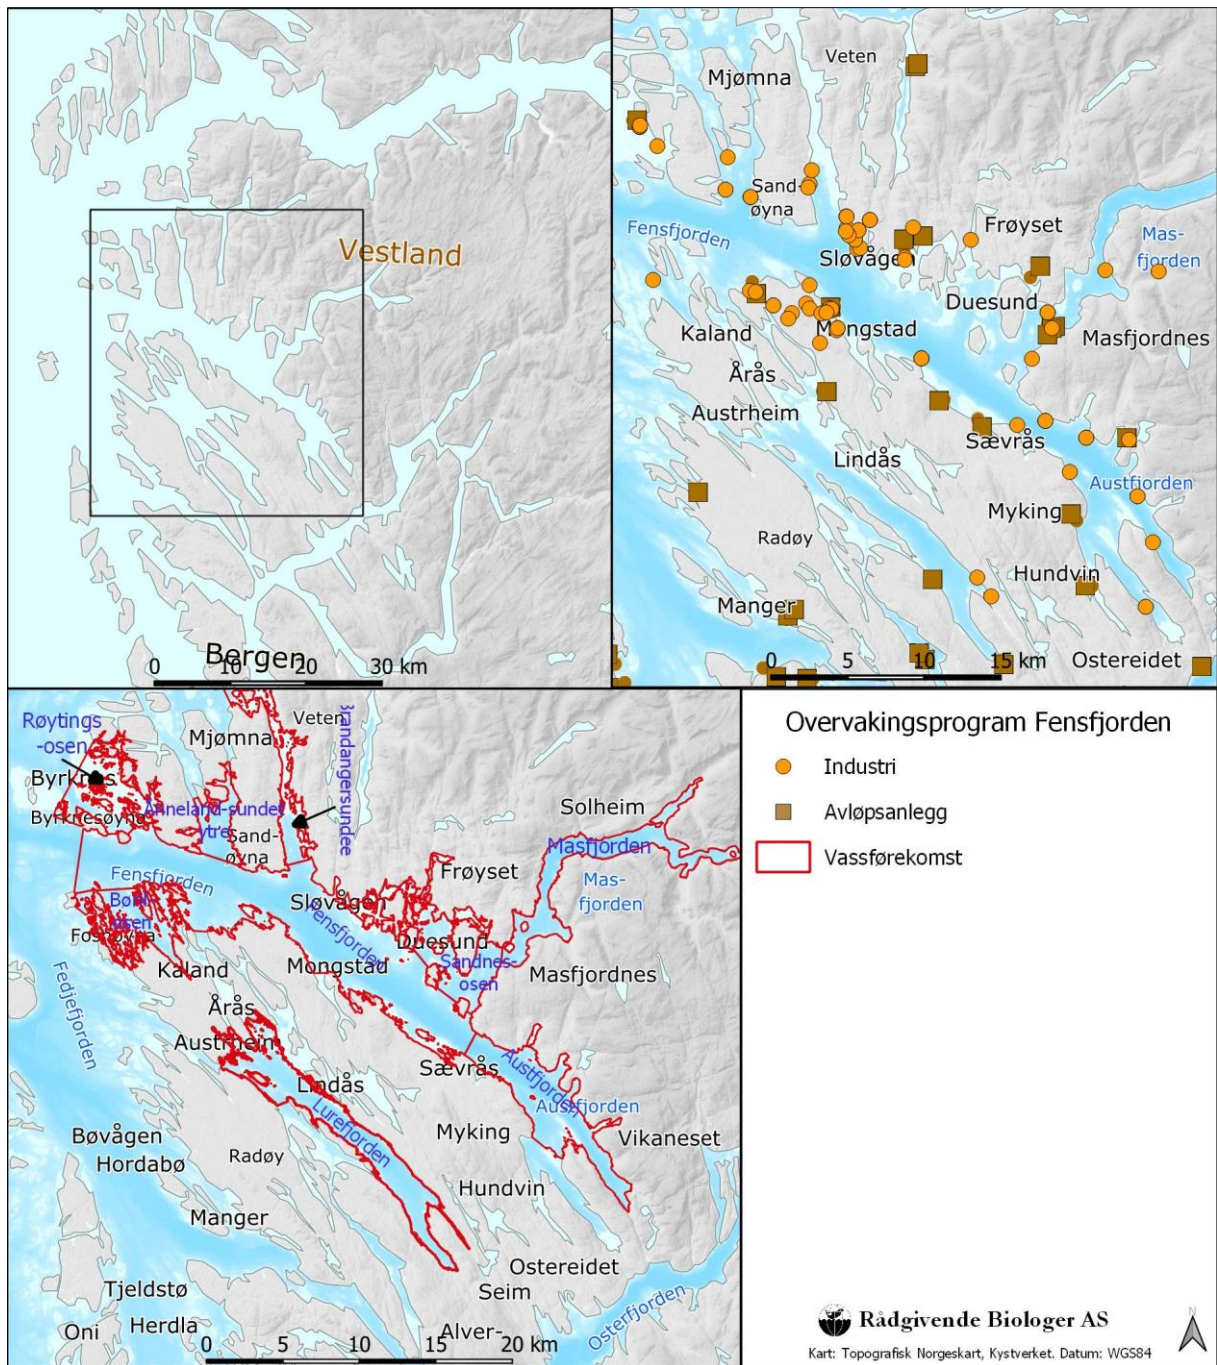 Vestland
Bergen
0 10 20 30 km
Veten
Mjømna
Sand-
øyna
Frøyset
Mas-
fjorden
Fensfjorden
Sløvågen
Duesund
Kaland
Mongstad
Masfjordnes
Årås
Austrheim
Sævrås
Lindås
Austfjorden
Myking
Radøy
Hundvin
Manger
Ostereidet
0 5 10 15 km
Røytings
-osen
Veten
Mjømna
Brandangersundee
Byrknes
Byrknesøyna
Ånneland-sundet
ytre
Sand-
øyna
Solheim
Masfjorden
Frøyset
Mas-
fjorden
Fensfjorden
Sløvågen
Fensfjorden
-osen
Fosnøyna
Duesund
Sandnes-
osen
Kaland
Mongstad
Masfjordnes
Fedjefjorden
Årås
Austrheim
Sævrås
Austfjorden
Lindås
Austfjorden
Lurefjorden
Myking
Vikaneset
Bøvågen
Hordabø
Radøy
Hundvin
Manger
Ostereidet
Seim
Tjeldstø
Herdla
Oni
Alver-
Osterfjorden
0 5 10 15 20 km
Overvakingsprogram Fensfjorden
Industri
Avløpsanlegg
Vassførekomst
Rådgivende Biologer AS
N
Kart: Topografisk Norgeskart, Kystverket. Datum: WGS84